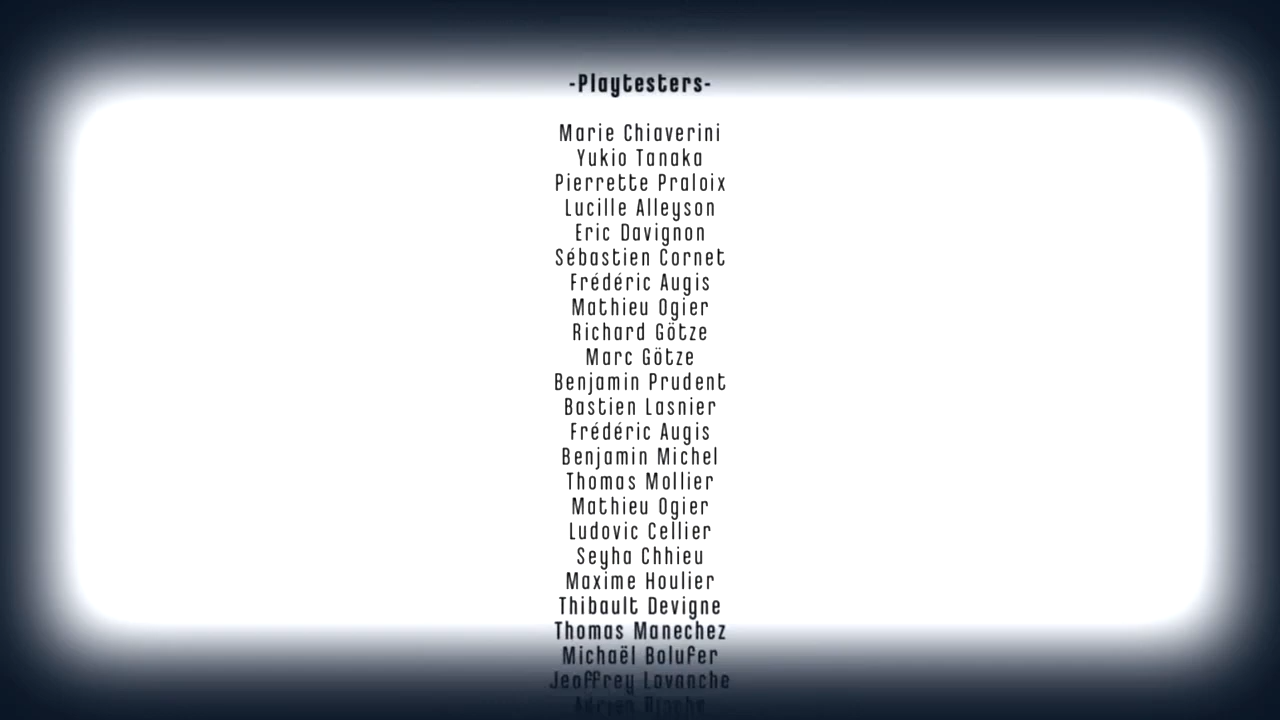 -Playtesters-
Marie Chiaverini
Yukio Tanaka
Pierrette Praloix
Lucille Alleyson
Eric Davignon
Sébastien Cornet
Frédéric Augis
Mathieu Ogier
Richard Götze
Marc Götze
Benjamin Prudent
Bastien Lasnier
Frédéric Augis
Benjamin Michel
Thomas Mollier
Mathieu Ogier
Ludovic Cellier
Seyha Chhieu
Maxime Houlier
Thibault Devigne
Thomas Manechez
Michaël Bolufer
Jeoffrey Lavanche
Adrien